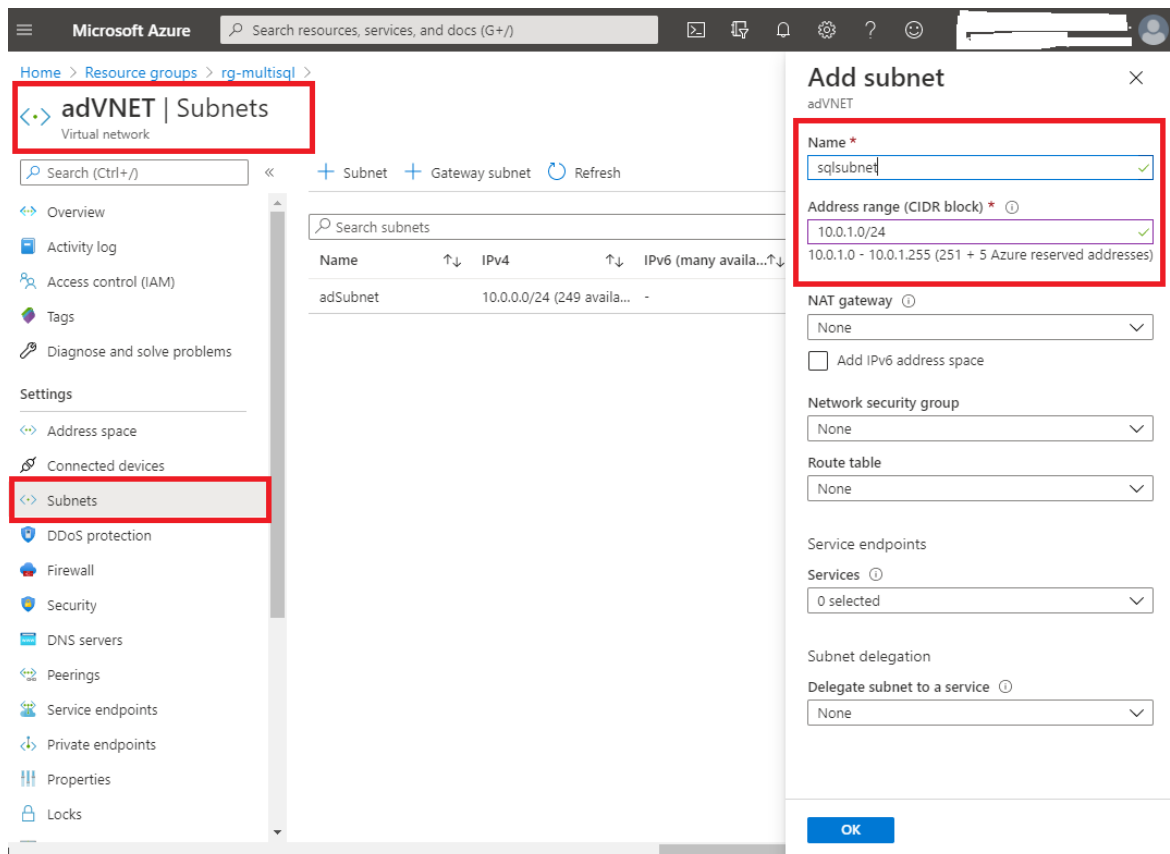 Microsoft Azure
Search resources, services, and docs (G+/)
Home > Resource groups > rg-multisql >
adVNET | Subnets
Virtual network
Search (Ctrl+/)
«
Overview
Activity log
Access control (IAM)
Tags
Diagnose and solve problems
Settings
Address space
Connected devices
Subnets
DDoS protection
Firewall
Security
DNS servers
Peerings
Service endpoints
Private endpoints
Properties
Locks
+ Subnet + Gateway subnet Refresh
Search subnets
Name ↑↓ IPv4 ↑↓ IPv6 (many availa...↑↓
adSubnet 10.0.0.0/24 (249 availa... -
Add subnet
adVNET
Name *
sqlsubnet
Address range (CIDR block) *
10.0.1.0/24
10.0.1.0 - 10.0.1.255 (251 + 5 Azure reserved addresses)
NAT gateway
None
Add IPv6 address space
Network security group
None
Route table
None
Service endpoints
Services
0 selected
Subnet delegation
Delegate subnet to a service
None
OK